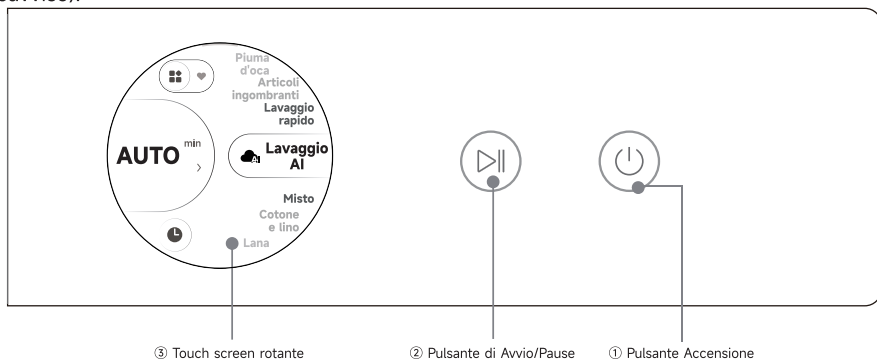 Piuma
d'oca
Articoli
ingombranti
Lavaggio
rapido
AUTO min
Lavaggio
AI
Misto
Cotone
e lino
Lana
③ Touch screen rotante
② Pulsante di Avvio/Pause
① Pulsante Accensione